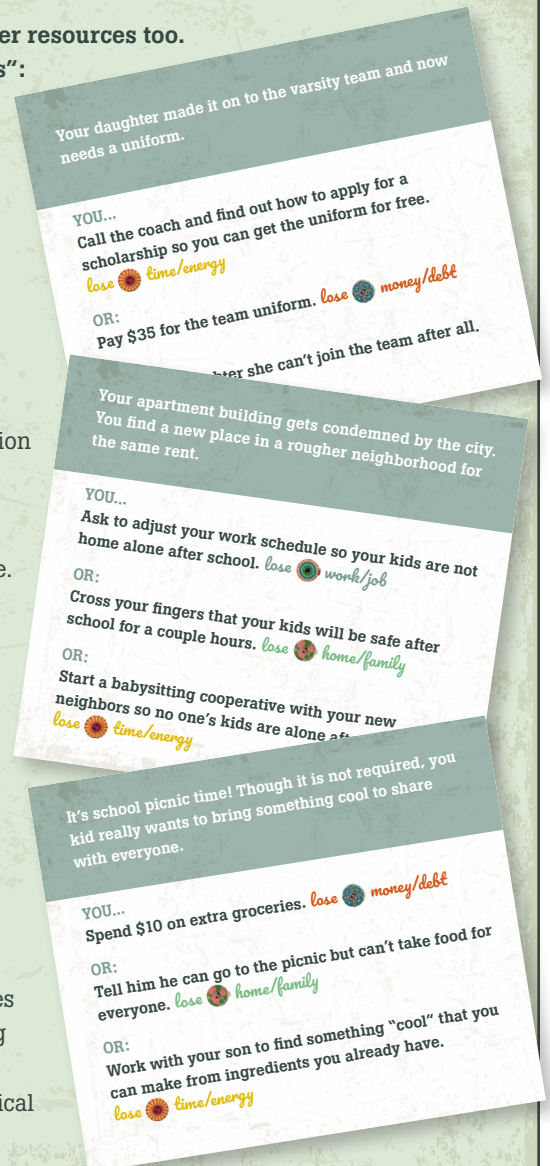 er resources too.
s”:
Your daughter made it on to the varsity team and now
needs a uniform.
YOU...
Call the coach and find out how to apply for a
scholarship so you can get the uniform for free.
lose time/energy
OR:
Pay $35 for the team uniform. lose money/debt
she can’t join the team after all.
ion
e.
Your apartment building gets condemned by the city.
You find a new place in a rougher neighborhood for
the same rent.
YOU...
Ask to adjust your work schedule so your kids are not
home alone after school. lose work/job
OR:
Cross your fingers that your kids will be safe after
school for a couple hours. lose home/family
OR:
Start a babysitting cooperative with your new
neighbors so no one’s kids are alone
lose time/energy
It’s school picnic time! Though it is not required, you
kid really wants to bring something cool to share
with everyone.
YOU...
Spend $10 on extra groceries. lose money/debt
OR:
Tell him he can go to the picnic but can’t take food for
everyone. lose home/family
OR:
Work with your son to find something “cool” that you
can make from ingredients you already have.
lose time/energy
es
g
ical